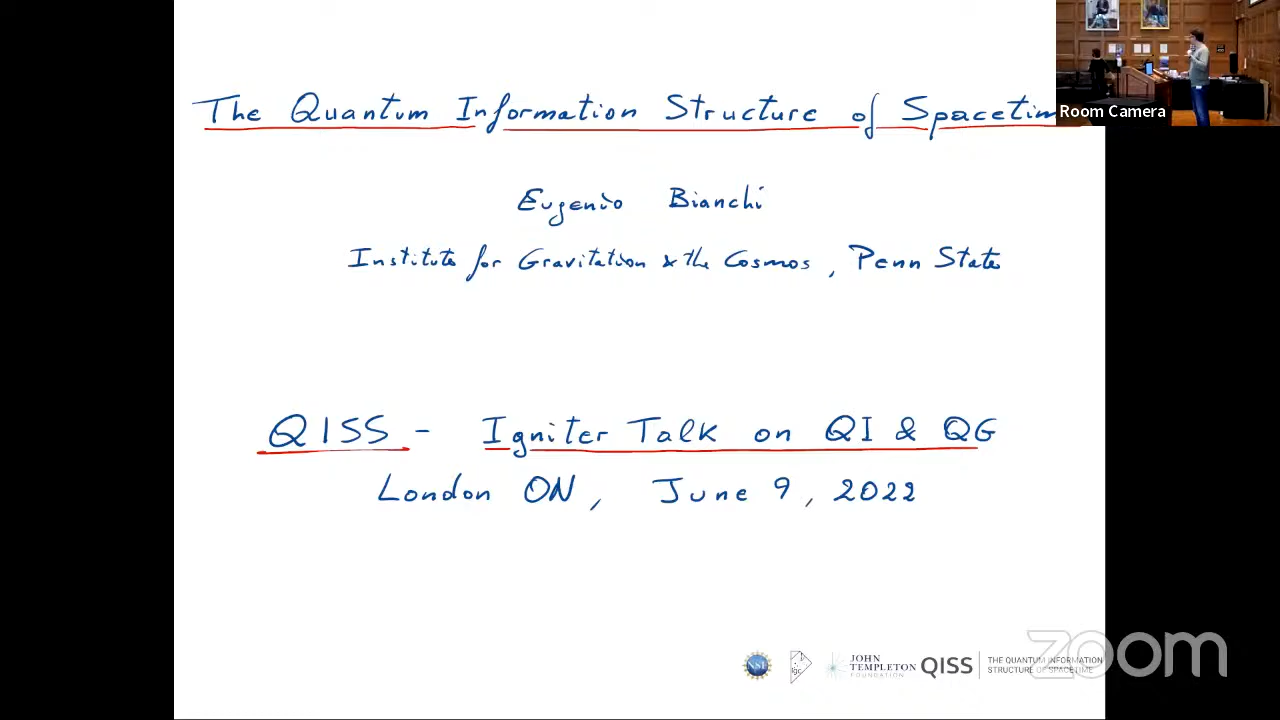 The Quantum Information Structure of Spacetim
Room Camera
Eugenio Bianchi
Institute for Gravitation & the Cosmos, Penn State
QISS - Igniter Talk on QI & QG
London ON, June 9, 2022
NSF
Igc
JOHN TEMPLETON FOUNDATION
QISS
THE QUANTUM INFORMATION
STRUCTURE OF SPACETIME
zoom